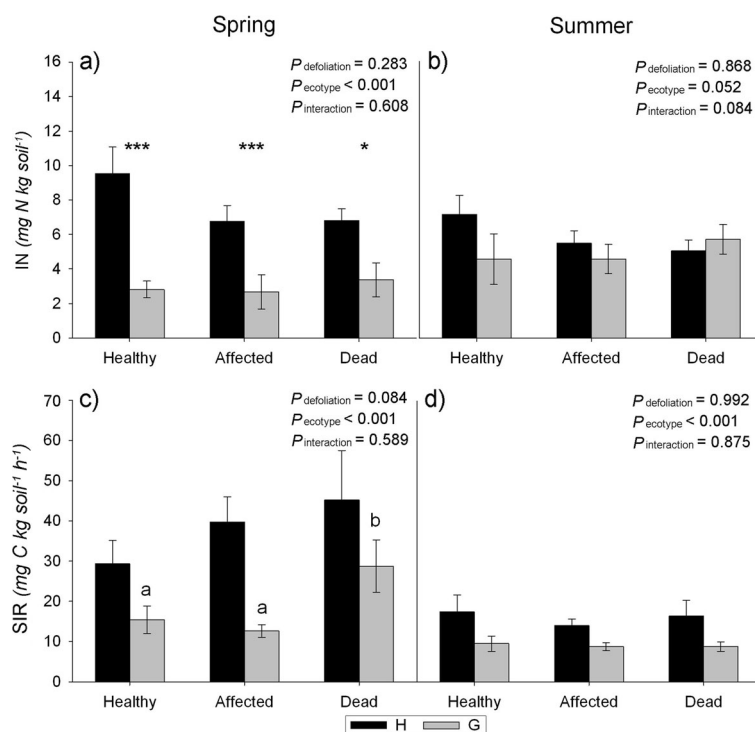 Spring Summer
a)
P defoliation = 0.283
P ecotype < 0.001
P interaction = 0.608
*** *** *
IN (mg N kg soil⁻¹)
16
14
12
10
8
6
4
2
0
Healthy Affected Dead
b)
P defoliation = 0.868
P ecotype = 0.052
P interaction = 0.084
Healthy Affected Dead
c)
P defoliation = 0.084
P ecotype < 0.001
P interaction = 0.589
SIR (mg C kg soil⁻¹ h⁻¹)
70
60
50
40
30
20
10
0
a a b
Healthy Affected Dead
d)
P defoliation = 0.992
P ecotype < 0.001
P interaction = 0.875
Healthy Affected Dead
H G